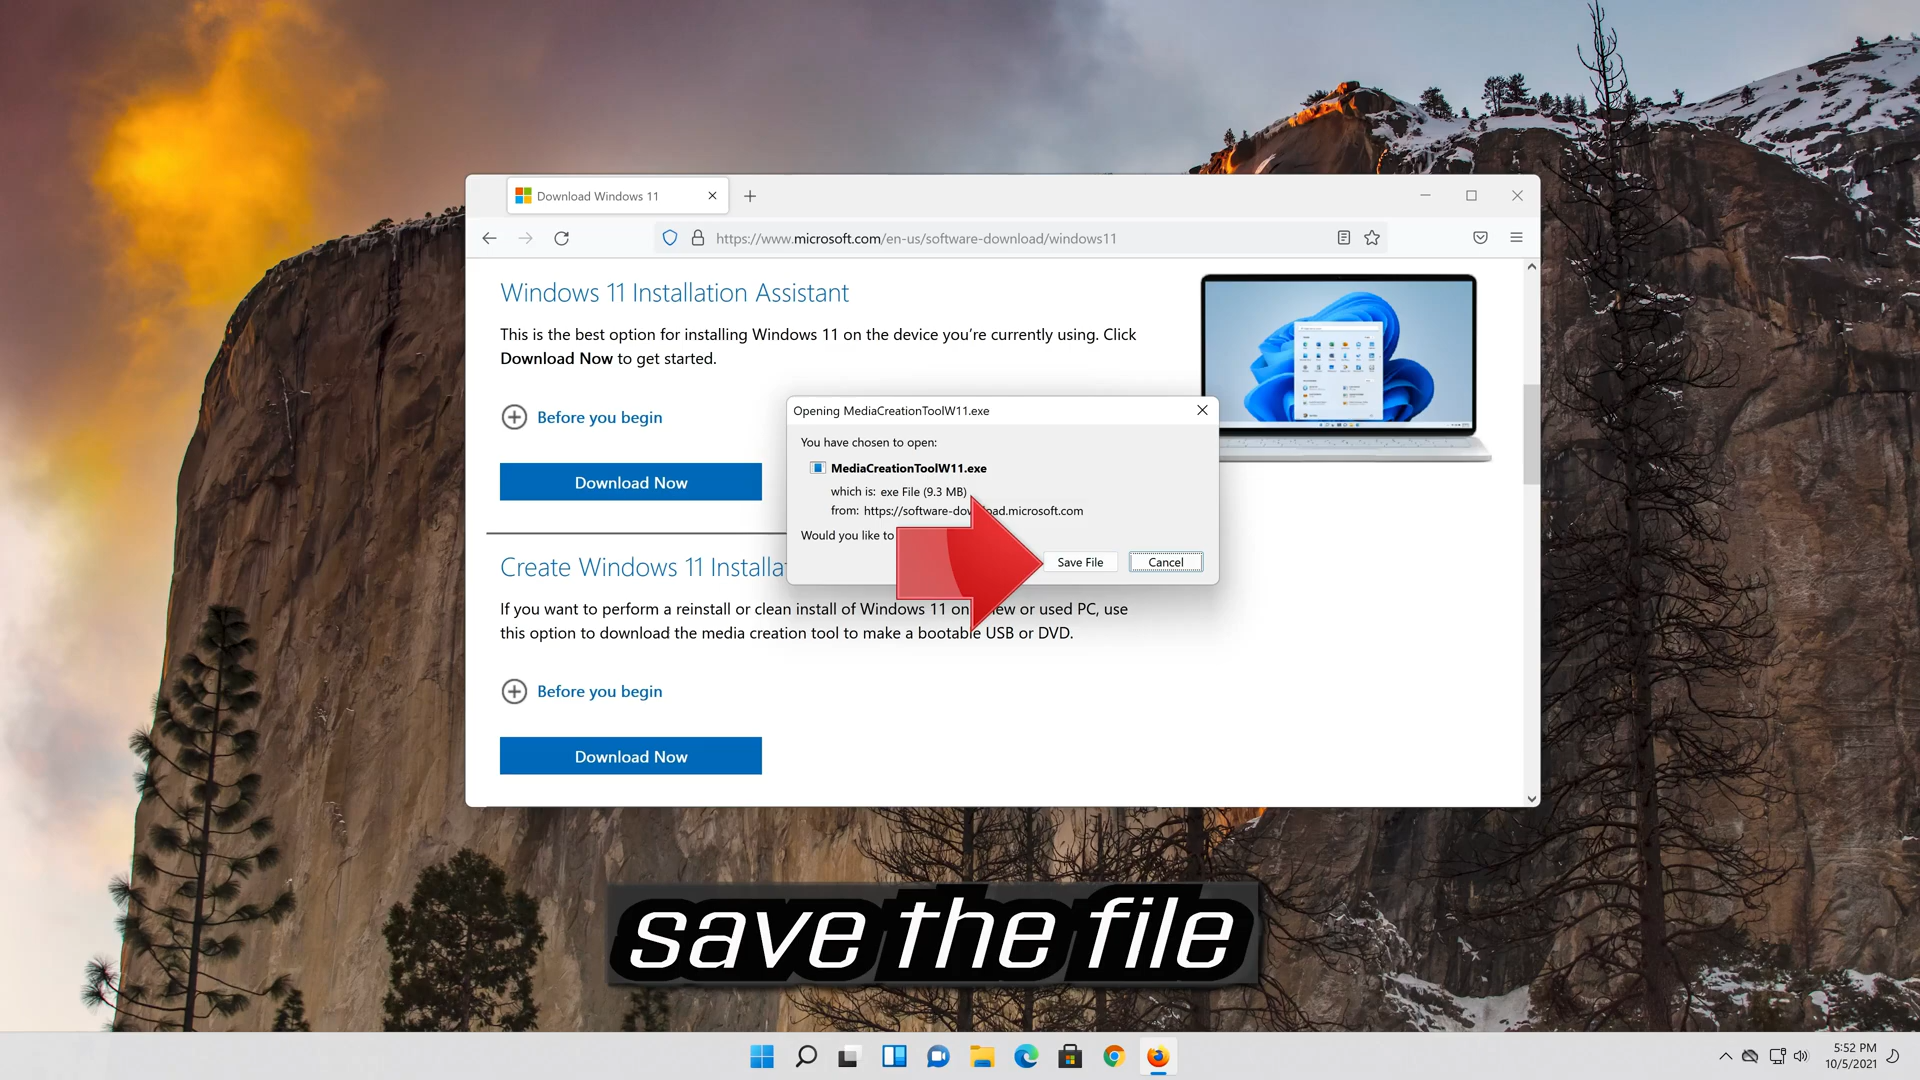 Download Windows 11
https://www.microsoft.com/en-us/software-download/windows11
Windows 11 Installation Assistant
This is the best option for installing Windows 11 on the device you're currently using. Click
Download Now to get started.
Before you begin
Download Now
Opening MediaCreationToolW11.exe
You have chosen to open:
MediaCreationToolW11.exe
which is: exe File (9.3 MB)
from: https://software-download.microsoft.com
Would you like to
Save File
Cancel
Create Windows 11
If you want to perform a reinstall or clean install of Windows 11 on new or used PC, use
this option to download the media creation tool to make a bootable USB or DVD.
Before you begin
Download Now
save the file
5:52 PM
10/5/2021